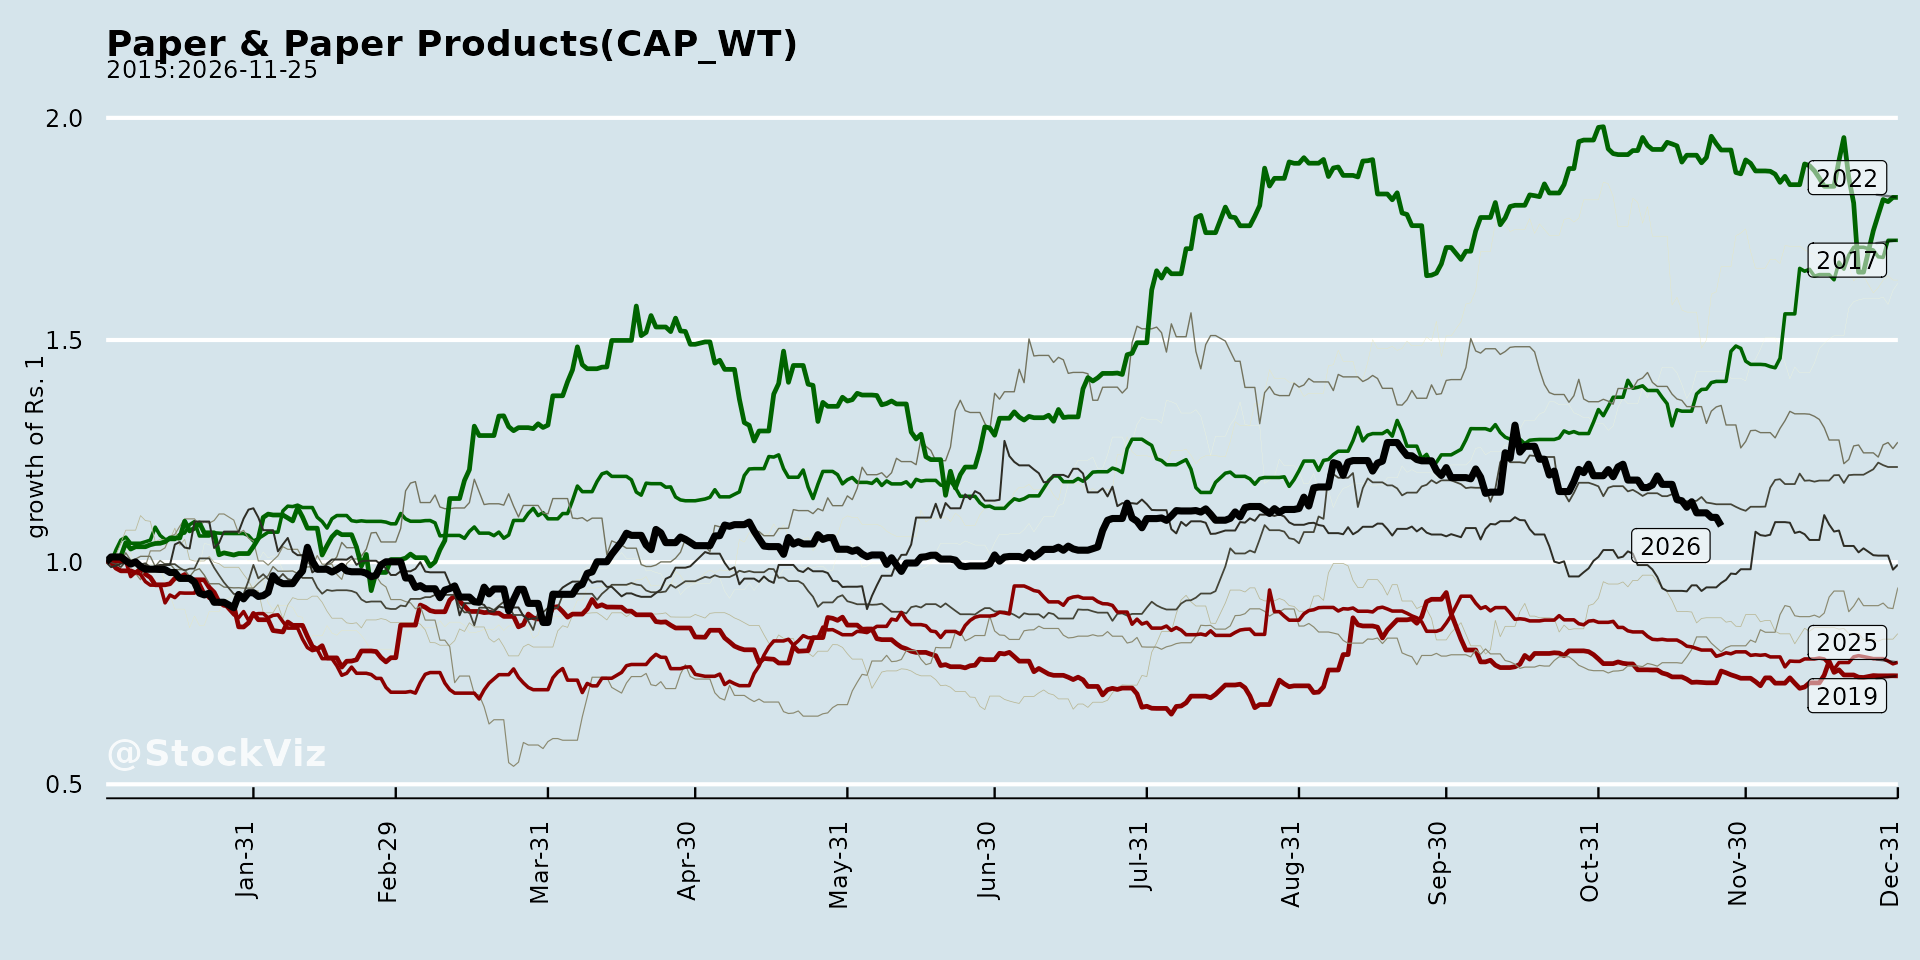 Paper & Paper Products(CAP_WT)
2015:2026-11-25
2.0
1.5
1.0
0.5
growth of Rs. 1
2022
2017
2026
2025
2019
@StockViz
Jan-31
Feb-29
Mar-31
Apr-30
May-31
Jun-30
Jul-31
Aug-31
Sep-30
Oct-31
Nov-30
Dec-31